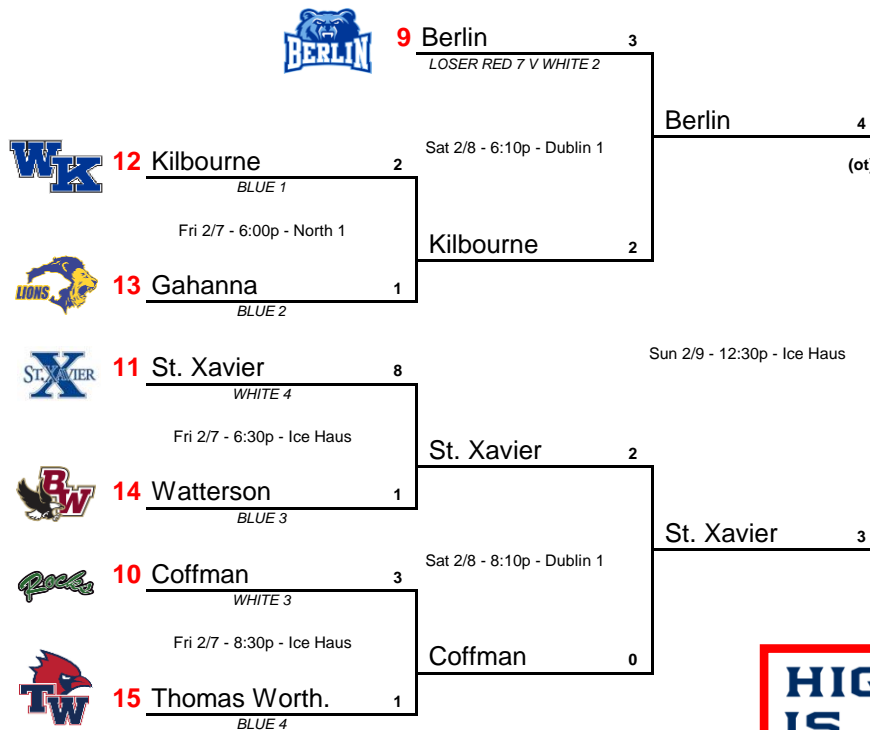 BERLIN
9 Berlin 3
LOSER RED 7 V WHITE 2
Berlin 4
Sat 2/8 - 6:10p - Dublin 1
WK 12 Kilbourne 2
(ot)
BLUE 1
Fri 2/7 - 6:00p - North 1
Kilbourne 2
LIONS 13 Gahanna 1
BLUE 2
Sun 2/9 - 12:30p - Ice Haus
ST. XAVIER 11 St. Xavier 8
WHITE 4
Fri 2/7 - 6:30p - Ice Haus
St. Xavier 2
BW 14 Watterson 1
BLUE 3
St. Xavier 3
Sat 2/8 - 8:10p - Dublin 1
Rocks 10 Coffman 3
WHITE 3
Fri 2/7 - 8:30p - Ice Haus
Coffman 0
TW 15 Thomas Worth. 1
BLUE 4
HIG
IS